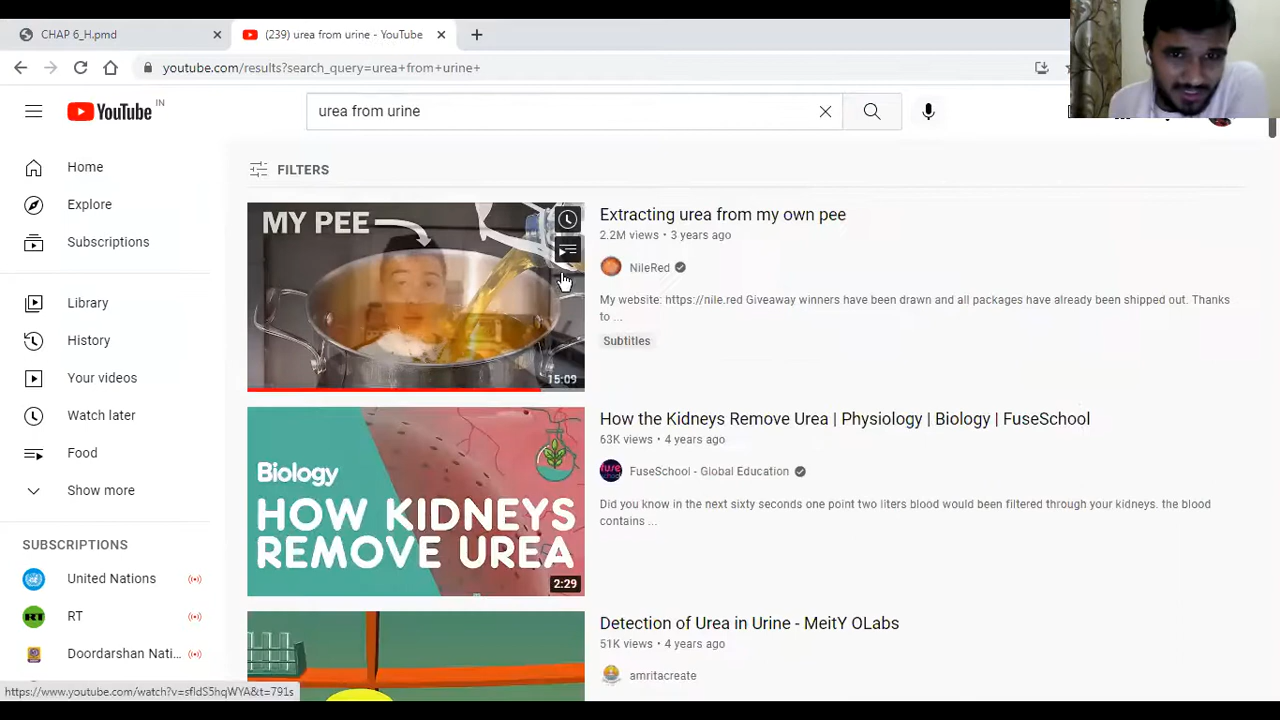 CHAP 6_H.pmd
(239) urea from urine - YouTube
youtube.com/results?search_query=urea+from+urine+
YouTube IN
urea from urine
Home
Explore
Subscriptions
Library
History
Your videos
Watch later
Food
Show more
SUBSCRIPTIONS
United Nations
RT
Doordarshan Nati...
FILTERS
MY PEE
15:09
Extracting urea from my own pee
2.2M views • 3 years ago
NileRed
My website: https://nile.red Giveaway winners have been drawn and all packages have already been shipped out. Thanks
to ...
Subtitles
Biology
HOW KIDNEYS
REMOVE UREA
2:29
How the Kidneys Remove Urea | Physiology | Biology | FuseSchool
63K views • 4 years ago
fuse
FuseSchool - Global Education
Did you know in the next sixty seconds one point two liters blood would been filtered through your kidneys. the blood
contains ...
Detection of Urea in Urine - MeitY OLabs
51K views • 4 years ago
amritacreate
https://www.youtube.com/watch?v=sfldS5hqWYA&t=791s